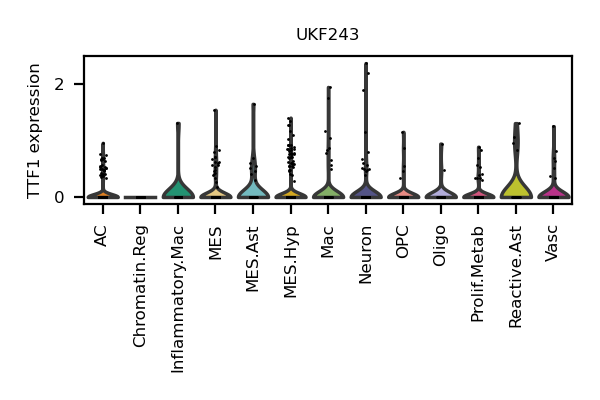 UKF243
TTF1 expression
2
0
AC
Chromatin.Reg
Inflammatory.Mac
MES
MES.Ast
MES.Hyp
Mac
Neuron
OPC
Oligo
Prolif.Metab
Reactive.Ast
Vasc